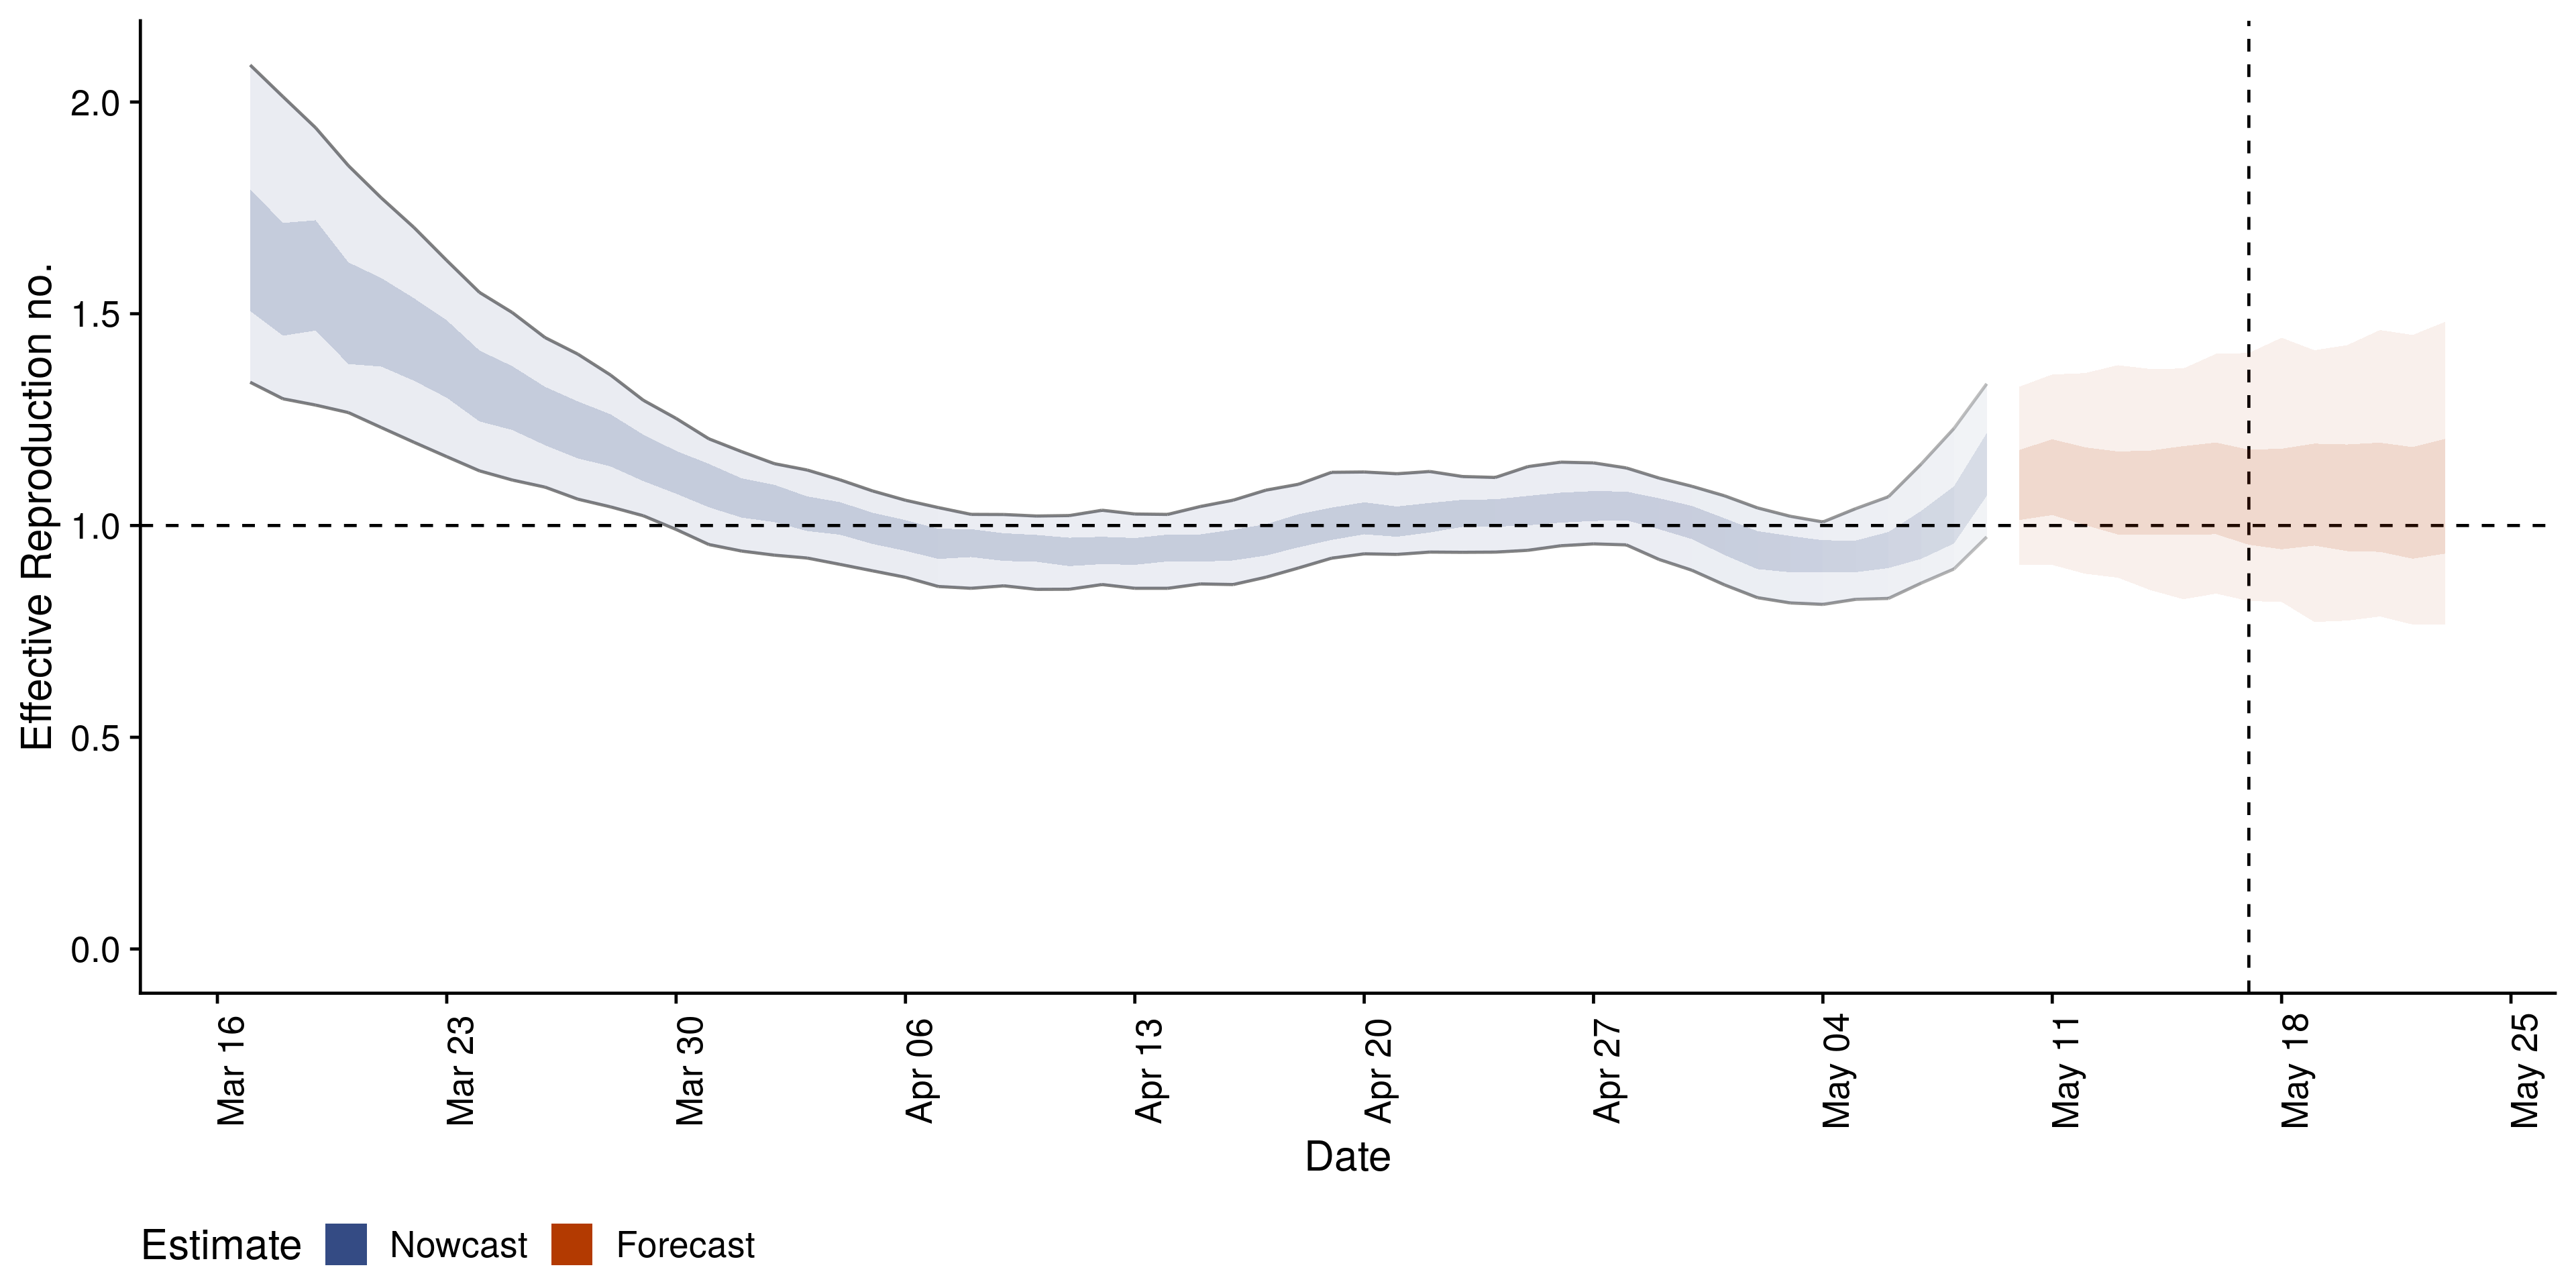 Effective Reproduction no.
2.0
1.5
1.0
0.5
0.0
Mar 16
Mar 23
Mar 30
Apr 06
Apr 13
Apr 20
Apr 27
May 04
May 11
May 18
May 25
Date
Estimate Nowcast Forecast